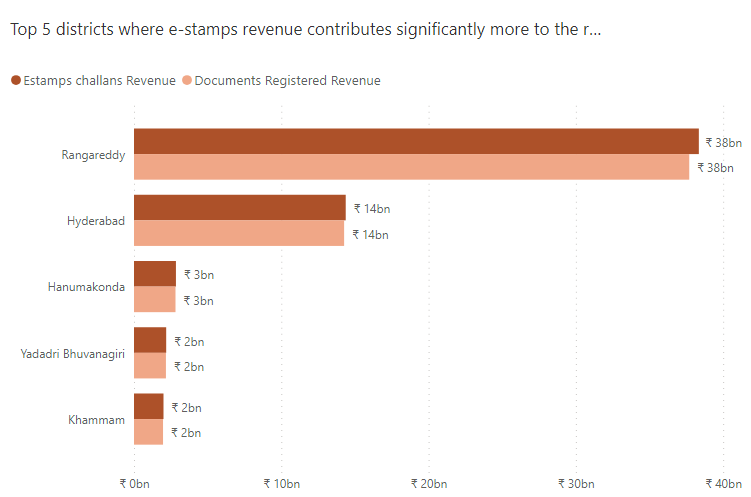 Top 5 districts where e-stamps revenue contributes significantly more to the r...
Estamps challans Revenue Documents Registered Revenue
Rangareddy
₹ 38bn
₹ 38bn
Hyderabad
₹ 14bn
₹ 14bn
Hanumakonda
₹ 3bn
₹ 3bn
Yadadri Bhuvanagiri
₹ 2bn
₹ 2bn
Khammam
₹ 2bn
₹ 2bn
₹ 0bn ₹ 10bn ₹ 20bn ₹ 30bn ₹ 40bn